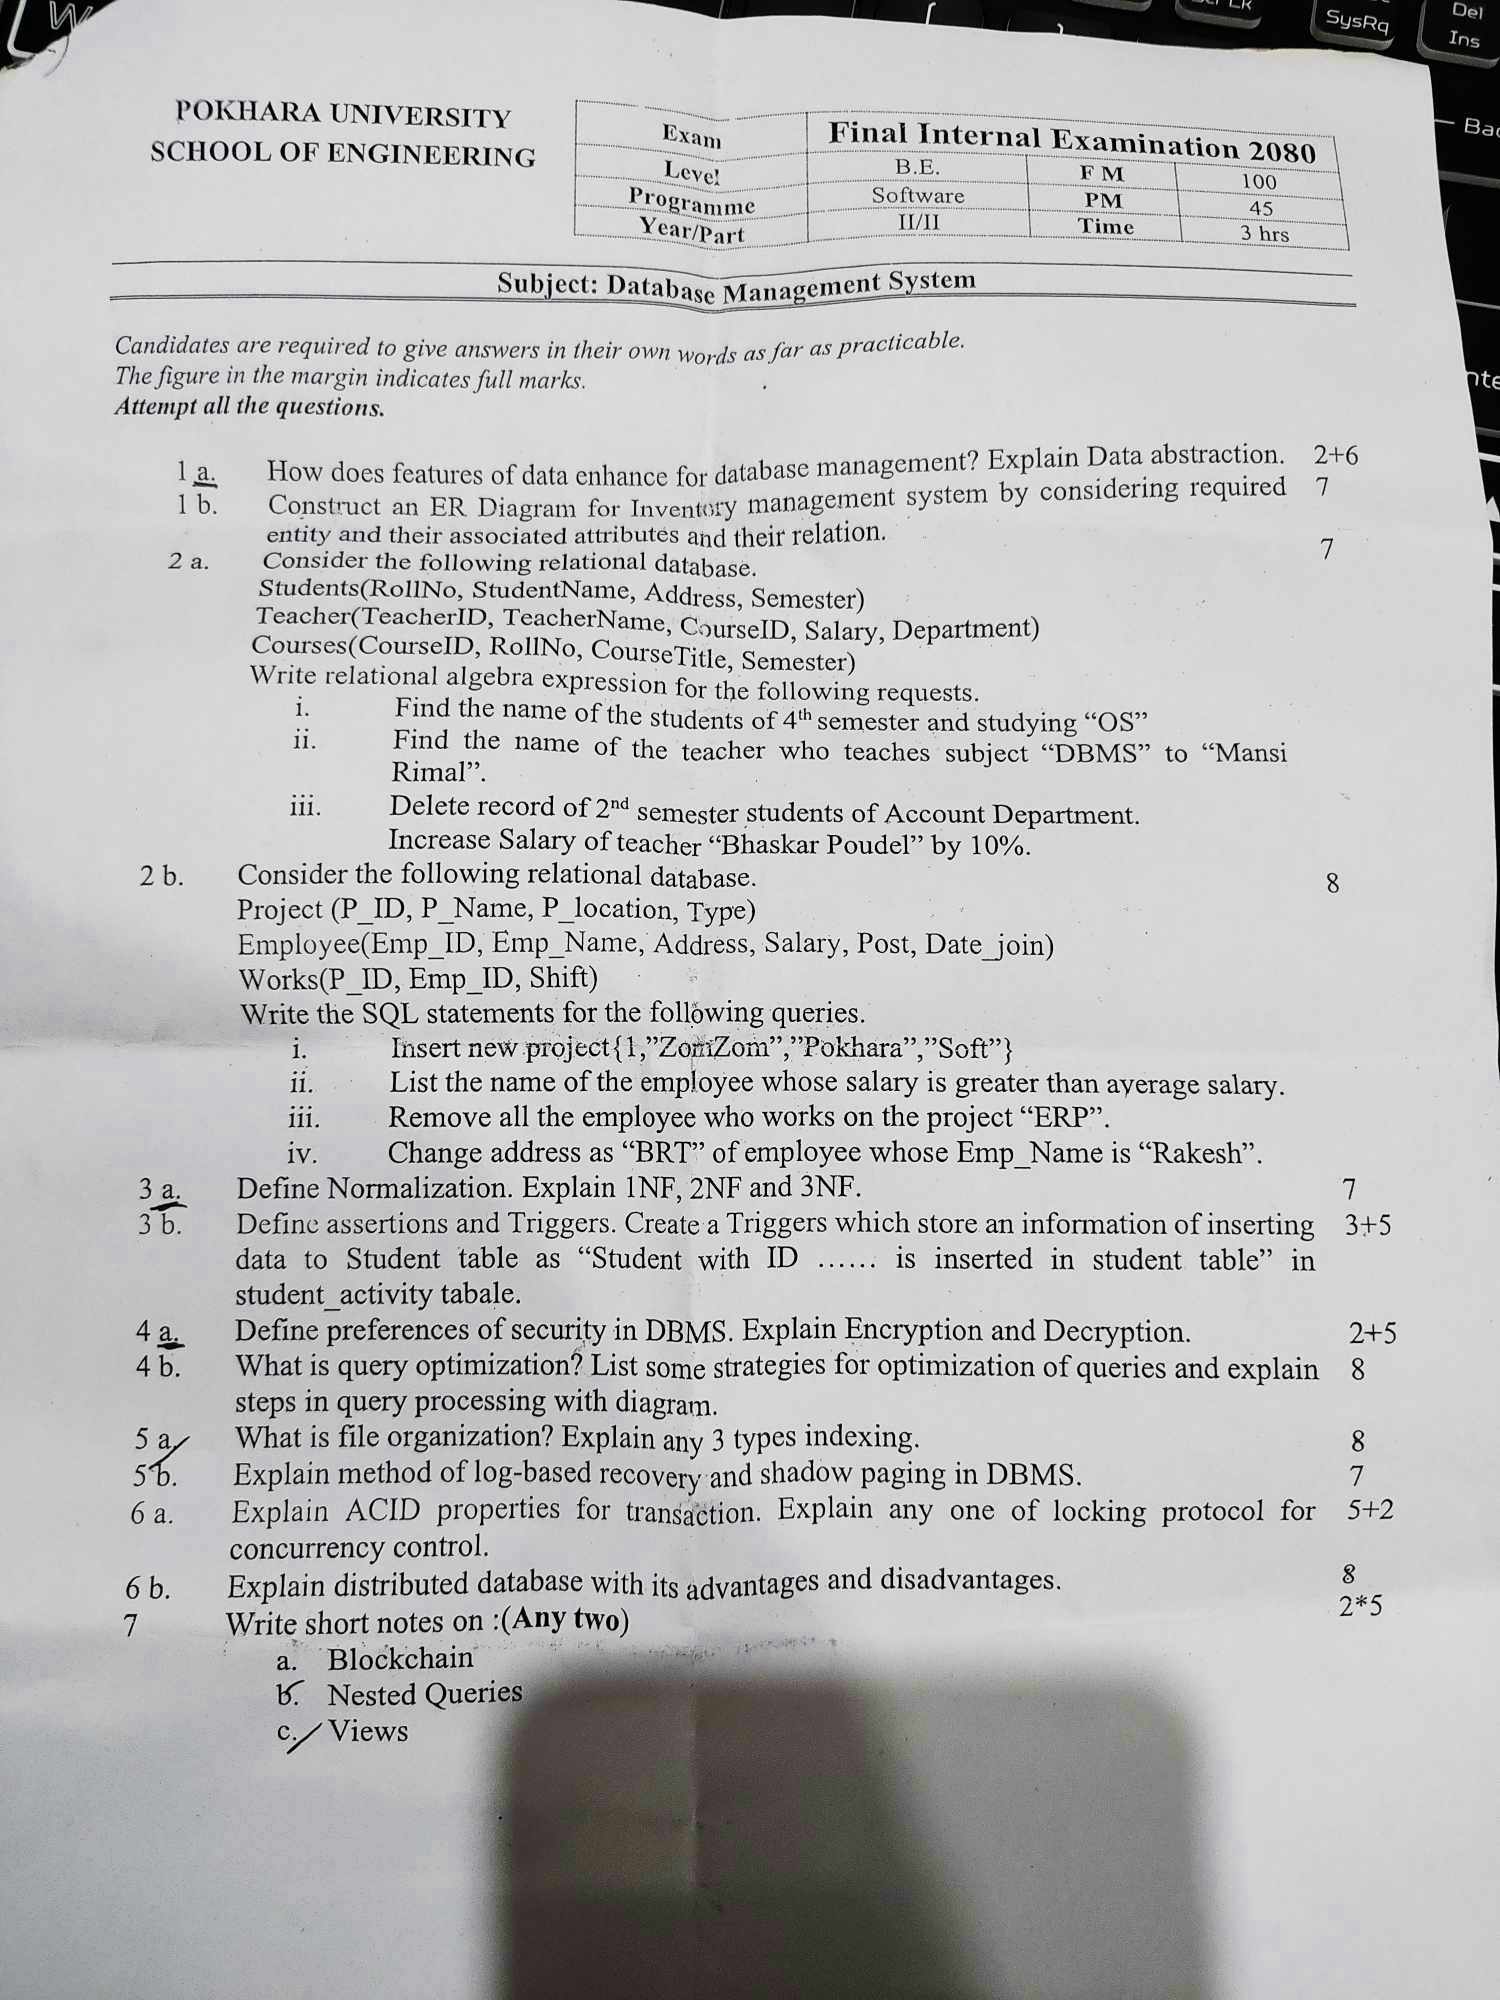 POKHARA UNIVERSITY
SCHOOL OF ENGINEERING
Exam Final Internal Examination 2080
Level B.E. F M 100
Programme Software PM 45
Year/Part II/II Time 3 hrs
Subject: Database Management System
Candidates are required to give answers in their own words as far as practicable.
The figure in the margin indicates full marks.
Attempt all the questions.
1 a. How does features of data enhance for database management? Explain Data abstraction. 2+6
1 b. Construct an ER Diagram for Inventory management system by considering required 7
entity and their associated attributes and their relation.
2 a. Consider the following relational database. 7
Students(RollNo, StudentName, Address, Semester)
Teacher(TeacherID, TeacherName, CourseID, Salary, Department)
Courses(CourseID, RollNo, CourseTitle, Semester)
Write relational algebra expression for the following requests.
i. Find the name of the students of 4th semester and studying “OS”
ii. Find the name of the teacher who teaches subject “DBMS” to “Mansi
Rimal”.
iii. Delete record of 2nd semester students of Account Department.
Increase Salary of teacher “Bhaskar Poudel” by 10%.
2 b. Consider the following relational database. 8
Project (P_ID, P_Name, P_location, Type)
Employee(Emp_ID, Emp_Name, Address, Salary, Post, Date_join)
Works(P_ID, Emp_ID, Shift)
Write the SQL statements for the following queries.
i. Insert new project{1,”ZomZom”,”Pokhara”,”Soft”}
ii. List the name of the employee whose salary is greater than average salary.
iii. Remove all the employee who works on the project “ERP”.
iv. Change address as “BRT” of employee whose Emp_Name is “Rakesh”.
3 a. Define Normalization. Explain 1NF, 2NF and 3NF. 7
3 b. Define assertions and Triggers. Create a Triggers which store an information of inserting 3+5
data to Student table as “Student with ID ...... is inserted in student table” in
student_activity tabale.
4 a. Define preferences of security in DBMS. Explain Encryption and Decryption. 2+5
4 b. What is query optimization? List some strategies for optimization of queries and explain 8
steps in query processing with diagram.
5 a. What is file organization? Explain any 3 types indexing. 8
5 b. Explain method of log-based recovery and shadow paging in DBMS. 7
6 a. Explain ACID properties for transaction. Explain any one of locking protocol for 5+2
concurrency control.
6 b. Explain distributed database with its advantages and disadvantages. 8
7 Write short notes on :(Any two) 2*5
a. Blockchain
b. Nested Queries
c. Views
W
SysRq
Del
Ins